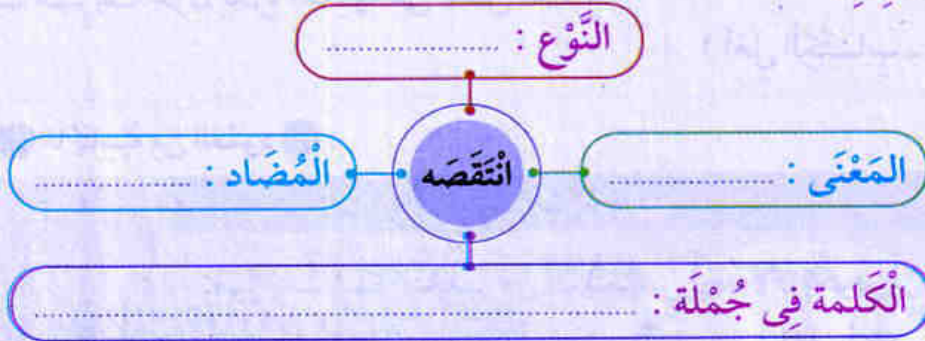 النَّوْع : ..................
المَعْنَى : ..................
انْتَقَصَه
الْمُضَاد : ..................
الْكَلمة فِى جُمْلَة : ..................................................................